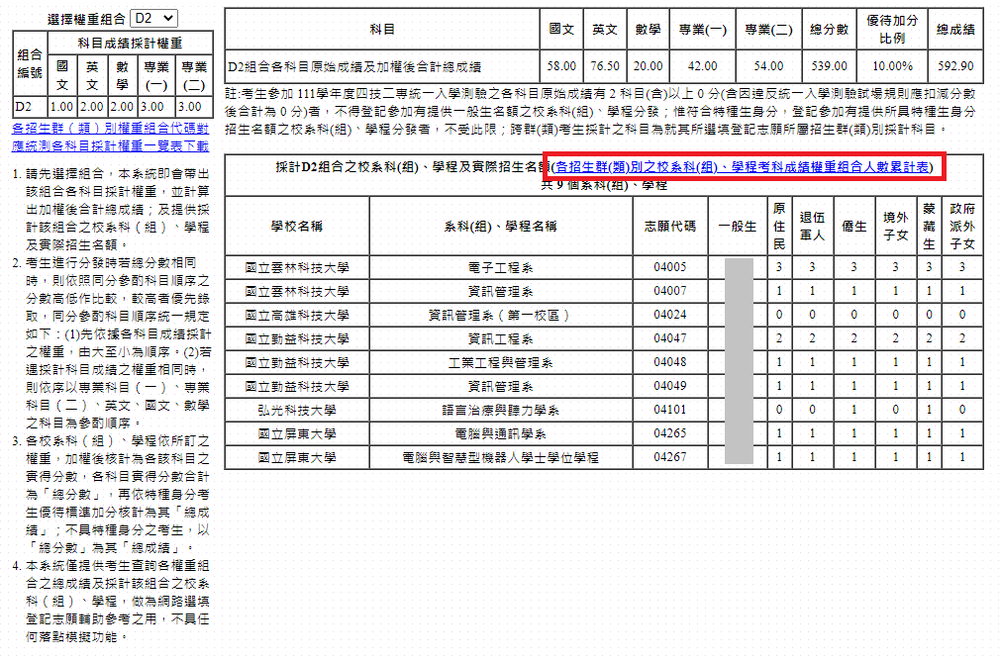 選擇權重組合 D2
組合編號 科目成績採計權重
國文 英文 數學 專業(一) 專業(二)
D2 1.00 2.00 2.00 3.00 3.00
各招生群（類）別權重組合代碼對
應統測各科目採計權重一覽表下載
1. 請先選擇組合，本系統即會帶出
該組合各科目採計權重，並計算
出加權後合計總成績；及提供採
計該組合之校系科（組）、學程
及實際招生名額。
2. 考生進行分發時若總分數相同
時，則依照同分參酌科目順序之
分數高低作比較，較高者優先錄
取，同分參酌科目順序統一規定
如下：(1)先依據各科目成績採計
之權重，由大至小為順序。(2)若
遇採計科目成績之權重相同時，
則依序以專業科目（一）、專業
科目（二）、英文、國文、數學
之科目為參酌順序。
3. 各校系科（組）、學程依所訂之
權重，加權後核計為各該科目之
實得分數，各科目實得分數合計
為「總分數」，再依特種身分考
生優待標準加分核計為其「總成
績」；不具特種身分之考生，以
「總分數」為其「總成績」。
4. 本系統僅提供考生查詢各權重組
合之總成績及採計該組合之校系
科（組）、學程，做為網路選填
登記志願輔助參考之用，不具任
何落點模擬功能。
科目 國文 英文 數學 專業(一) 專業(二) 總分數 優待加分比例 總成績
D2組合各科目原始成績及加權後合計總成績 58.00 76.50 20.00 42.00 54.00 539.00 10.00% 592.90
註:考生參加 111學年度四技二專統一入學測驗之各科目原始成績有 2 科目(含)以上 0 分(含因違反統一入學測驗試場規則應扣減分數
後合計為 0 分)者，不得登記參加有提供一般生名額之校系科(組)、學程分發；惟符合特種生身分，登記參加有提供所具特種生身分
招生名額之校系科(組)、學程分發者，不受此限；跨群(類)考生採計之科目為就其所選填登記志願所屬招生群(類)別採計科目。
採計D2組合之校系科(組)、學程及實際招生名額(各招生群(類)別之校系科(組)、學程考科成績權重組合人數累計表)
共 9 個系科(組)、學程
學校名稱 系科(組)、學程名稱 志願代碼 一般生 原住民 退伍軍人 僑生 境外子女 蒙藏生 政府派外子女
國立雲林科技大學 電子工程系 04005 3 3 3 3 3 3
國立雲林科技大學 資訊管理系 04007 1 1 1 1 1 1
國立高雄科技大學 資訊管理系（第一校區） 04024 0 0 0 0 0 0
國立勤益科技大學 資訊工程系 04047 2 2 2 2 2 2
國立勤益科技大學 工業工程與管理系 04048 1 1 1 1 1 1
國立勤益科技大學 資訊管理系 04049 1 1 1 1 1 1
弘光科技大學 語言治療與聽力學系 04101 0 0 1 0 1 0
國立屏東大學 電腦與通訊學系 04265 1 1 1 1 1 1
國立屏東大學 電腦與智慧型機器人學士學位學程 04267 1 1 1 1 1 1